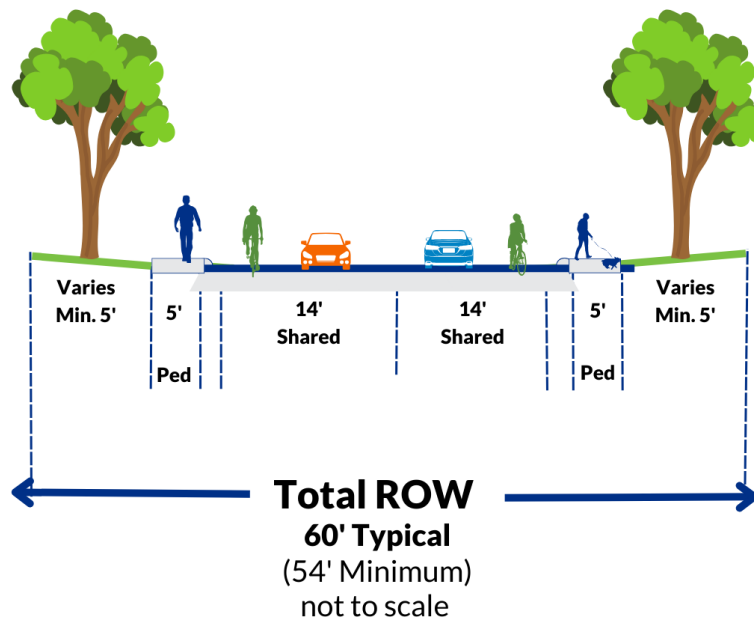 Varies
Min. 5'
5'
Ped
14'
Shared
14'
Shared
5'
Ped
Varies
Min. 5'
Total ROW
60' Typical
(54' Minimum)
not to scale